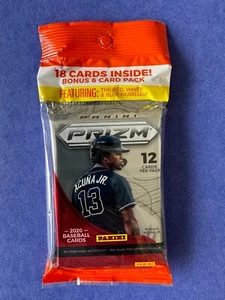 18 CARDS INSIDE!
BONUS 6 CARD PACK
FEATURING: THE RED, WHITE
& BLUE PARALLEL!
PANINI
PRIZM
12
CARDS
PER PACK
ACUÑA JR.
13
2020
BASEBALL
CARDS
PANINI